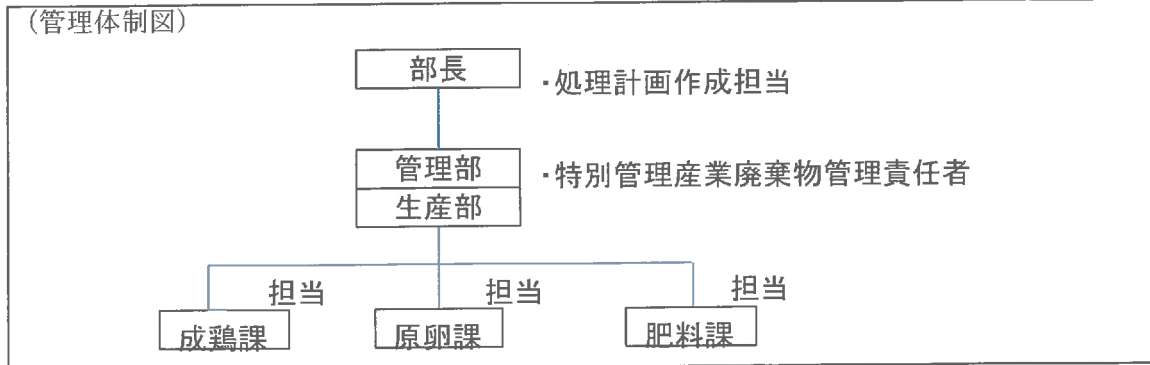 (管理体制図)
部長
・処理計画作成担当
管理部
・特別管理産業廃棄物管理責任者
生産部
担当 担当 担当
成鶏課 原卵課 肥料課